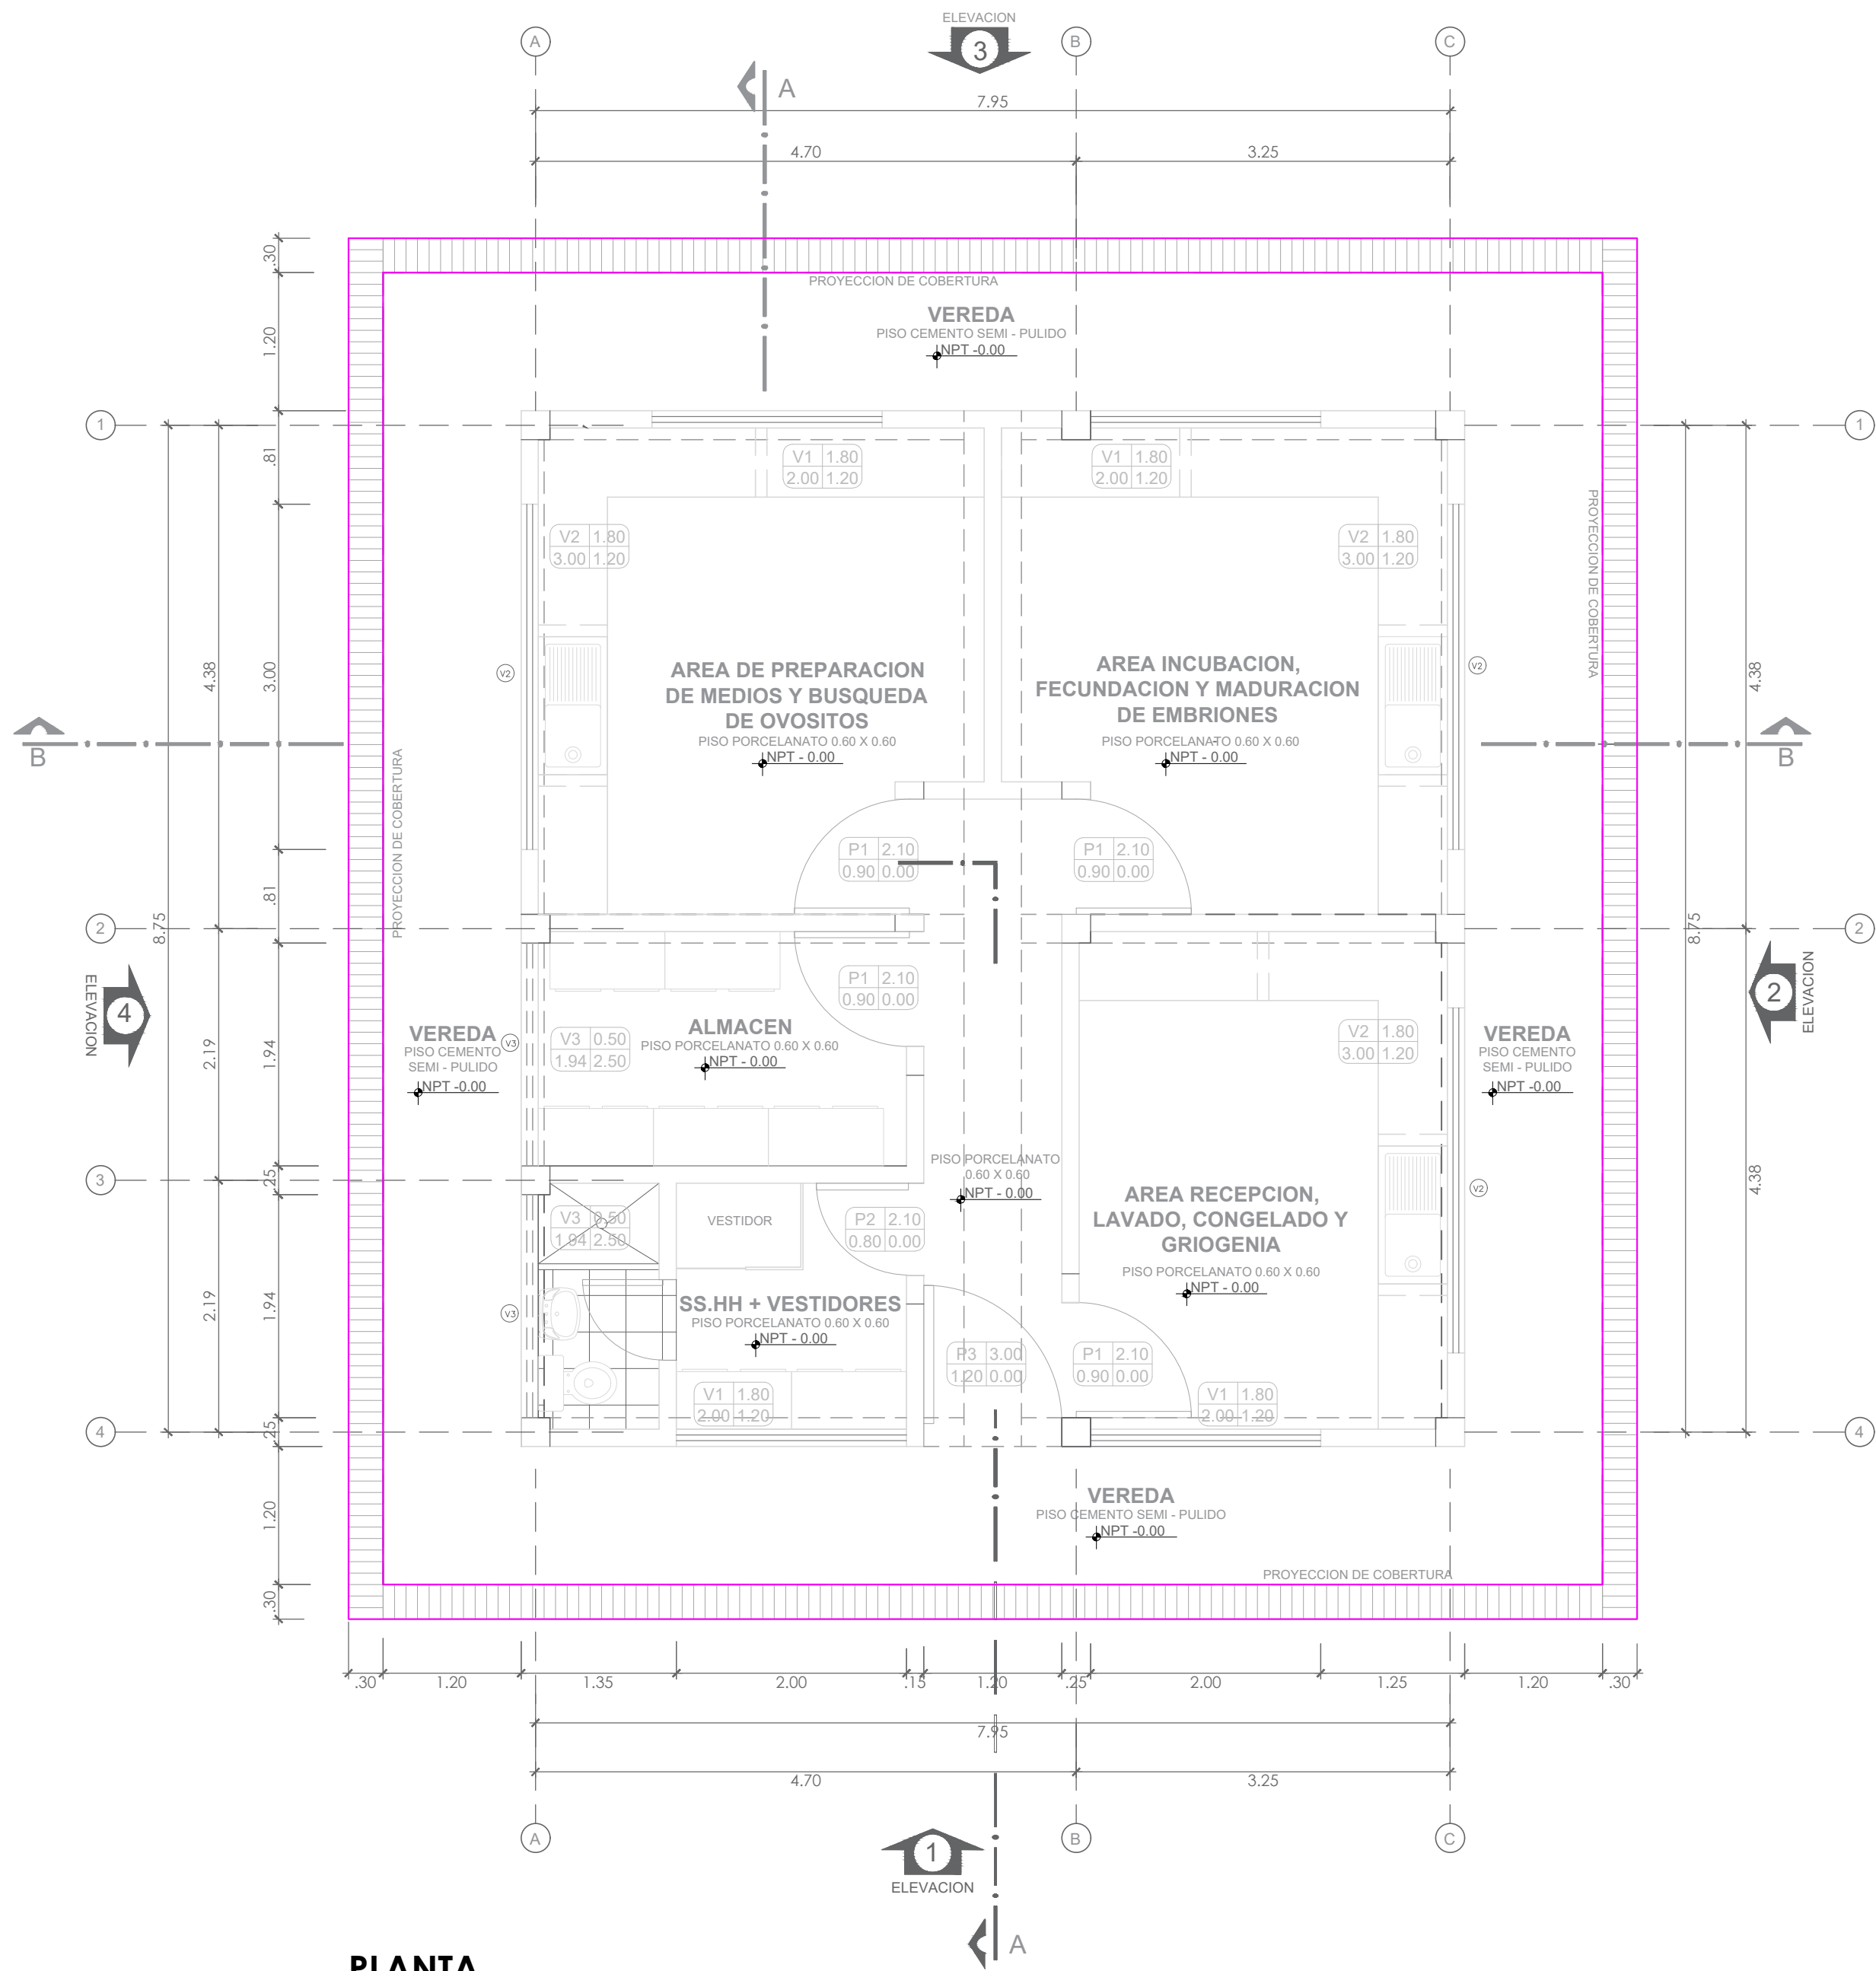 ELEVACION
3
A
B
C
A
7.95
4.70
3.25
.30
PROYECCION DE COBERTURA
VEREDA
PISO CEMENTO SEMI - PULIDO
NPT -0.00
1.20
1
1
.81
V1 1.80
2.00 1.20
V1 1.80
2.00 1.20
V2 1.80
3.00 1.20
V2 1.80
3.00 1.20
PROYECCION DE COBERTURA
4.38
3.00
V2
AREA DE PREPARACION
DE MEDIOS Y BUSQUEDA
DE OVOSITOS
PISO PORCELANATO 0.60 X 0.60
NPT - 0.00
AREA INCUBACION,
FECUNDACION Y MADURACION
DE EMBRIONES
PISO PORCELANATO 0.60 X 0.60
NPT - 0.00
V2
4.38
B
B
PROYECCION DE COBERTURA
P1 2.10
0.90 0.00
P1 2.10
0.90 0.00
.81
8.75
8.75
2
2
ELEVACION
4
P1 2.10
0.90 0.00
2
ELEVACION
VEREDA
PISO CEMENTO
SEMI - PULIDO
NPT -0.00
V3
V3 0.50
1.94 2.50
ALMACEN
PISO PORCELANATO 0.60 X 0.60
NPT - 0.00
V2 1.80
3.00 1.20
VEREDA
PISO CEMENTO
SEMI - PULIDO
NPT -0.00
2.19
1.94
3
.25
PISO PORCELANATO
0.60 X 0.60
NPT - 0.00
AREA RECEPCION,
LAVADO, CONGELADO Y
GRIOGENIA
PISO PORCELANATO 0.60 X 0.60
NPT - 0.00
V2
4.38
3
V3 0.50
1.94 2.50
VESTIDOR
P2 2.10
0.80 0.00
2.19
1.94
V3
SS.HH + VESTIDORES
PISO PORCELANATO 0.60 X 0.60
NPT - 0.00
P3 3.00
1.20 0.00
P1 2.10
0.90 0.00
V1 1.80
2.00 1.20
V1 1.80
2.00 1.20
4
.25
4
VEREDA
PISO CEMENTO SEMI - PULIDO
NPT -0.00
1.20
PROYECCION DE COBERTURA
.30
.30 1.20 1.35 2.00 .15 1.20 .25 2.00 1.25 1.20 .30
7.95
4.70
3.25
A
B
C
1
ELEVACION
A
PLANTA